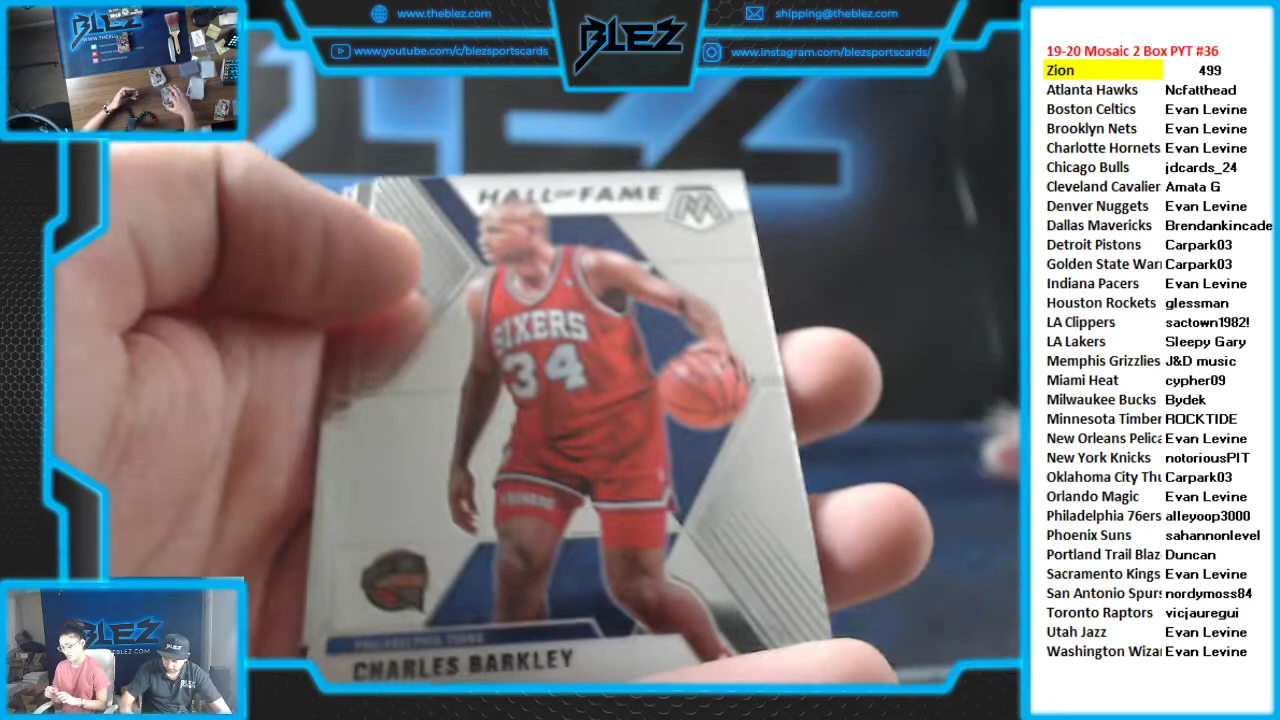 BLEZ
www.theblez.com
www.youtube.com/c/blezsportscards
BLEZ
shipping@theblez.com
www.instagram.com/blezsportscards/
HALL OF FAME
SIXERS
34
PHILADELPHIA 76ERS
CHARLES BARKLEY
BLEZ
19-20 Mosaic 2 Box PYT #36
Zion 499
Atlanta Hawks Ncfatthead
Boston Celtics Evan Levine
Brooklyn Nets Evan Levine
Charlotte Hornets Evan Levine
Chicago Bulls jdcards_24
Cleveland Cavalier Amata G
Denver Nuggets Evan Levine
Dallas Mavericks Brendankincade
Detroit Pistons Carpark03
Golden State Warr Carpark03
Indiana Pacers Evan Levine
Houston Rockets glessman
LA Clippers sactown1982!
LA Lakers Sleepy Gary
Memphis Grizzlies J&D music
Miami Heat cypher09
Milwaukee Bucks Bydek
Minnesota Timber ROCKTIDE
New Orleans Pelica Evan Levine
New York Knicks notoriousPIT
Oklahoma City Thu Carpark03
Orlando Magic Evan Levine
Philadelphia 76ers alleyoop3000
Phoenix Suns sahannonlevel
Portland Trail Blaz Duncan
Sacramento Kings Evan Levine
San Antonio Spurs nordymoss84
Toronto Raptors vicjauregui
Utah Jazz Evan Levine
Washington Wiza Evan Levine